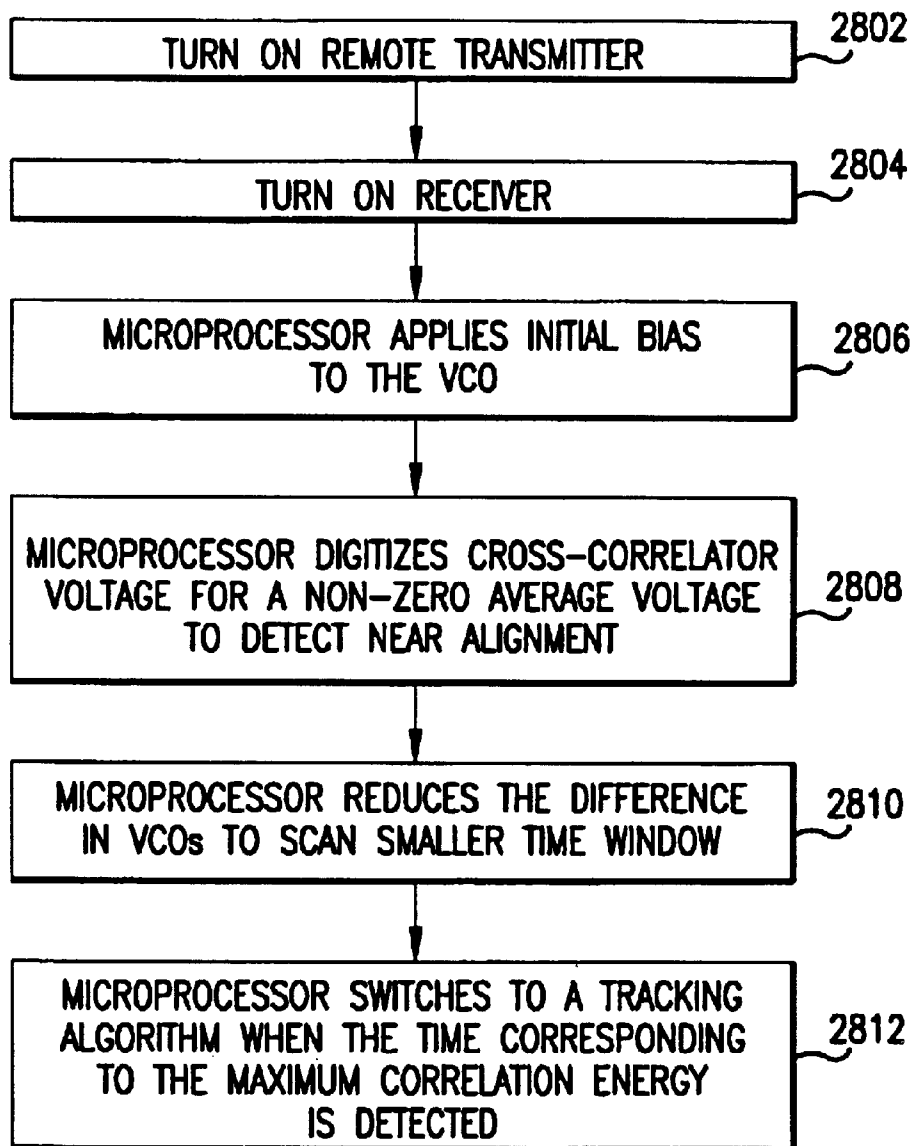 TURN ON REMOTE TRANSMITTER
2802
TURN ON RECEIVER
2804
MICROPROCESSOR APPLIES INITIAL BIAS
TO THE VCO
2806
MICROPROCESSOR DIGITIZES CROSS-CORRELATOR
VOLTAGE FOR A NON-ZERO AVERAGE VOLTAGE
TO DETECT NEAR ALIGNMENT
2808
MICROPROCESSOR REDUCES THE DIFFERENCE
IN VCOs TO SCAN SMALLER TIME WINDOW
2810
MICROPROCESSOR SWITCHES TO A TRACKING
ALGORITHM WHEN THE TIME CORRESPONDING
TO THE MAXIMUM CORRELATION ENERGY
IS DETECTED
2812